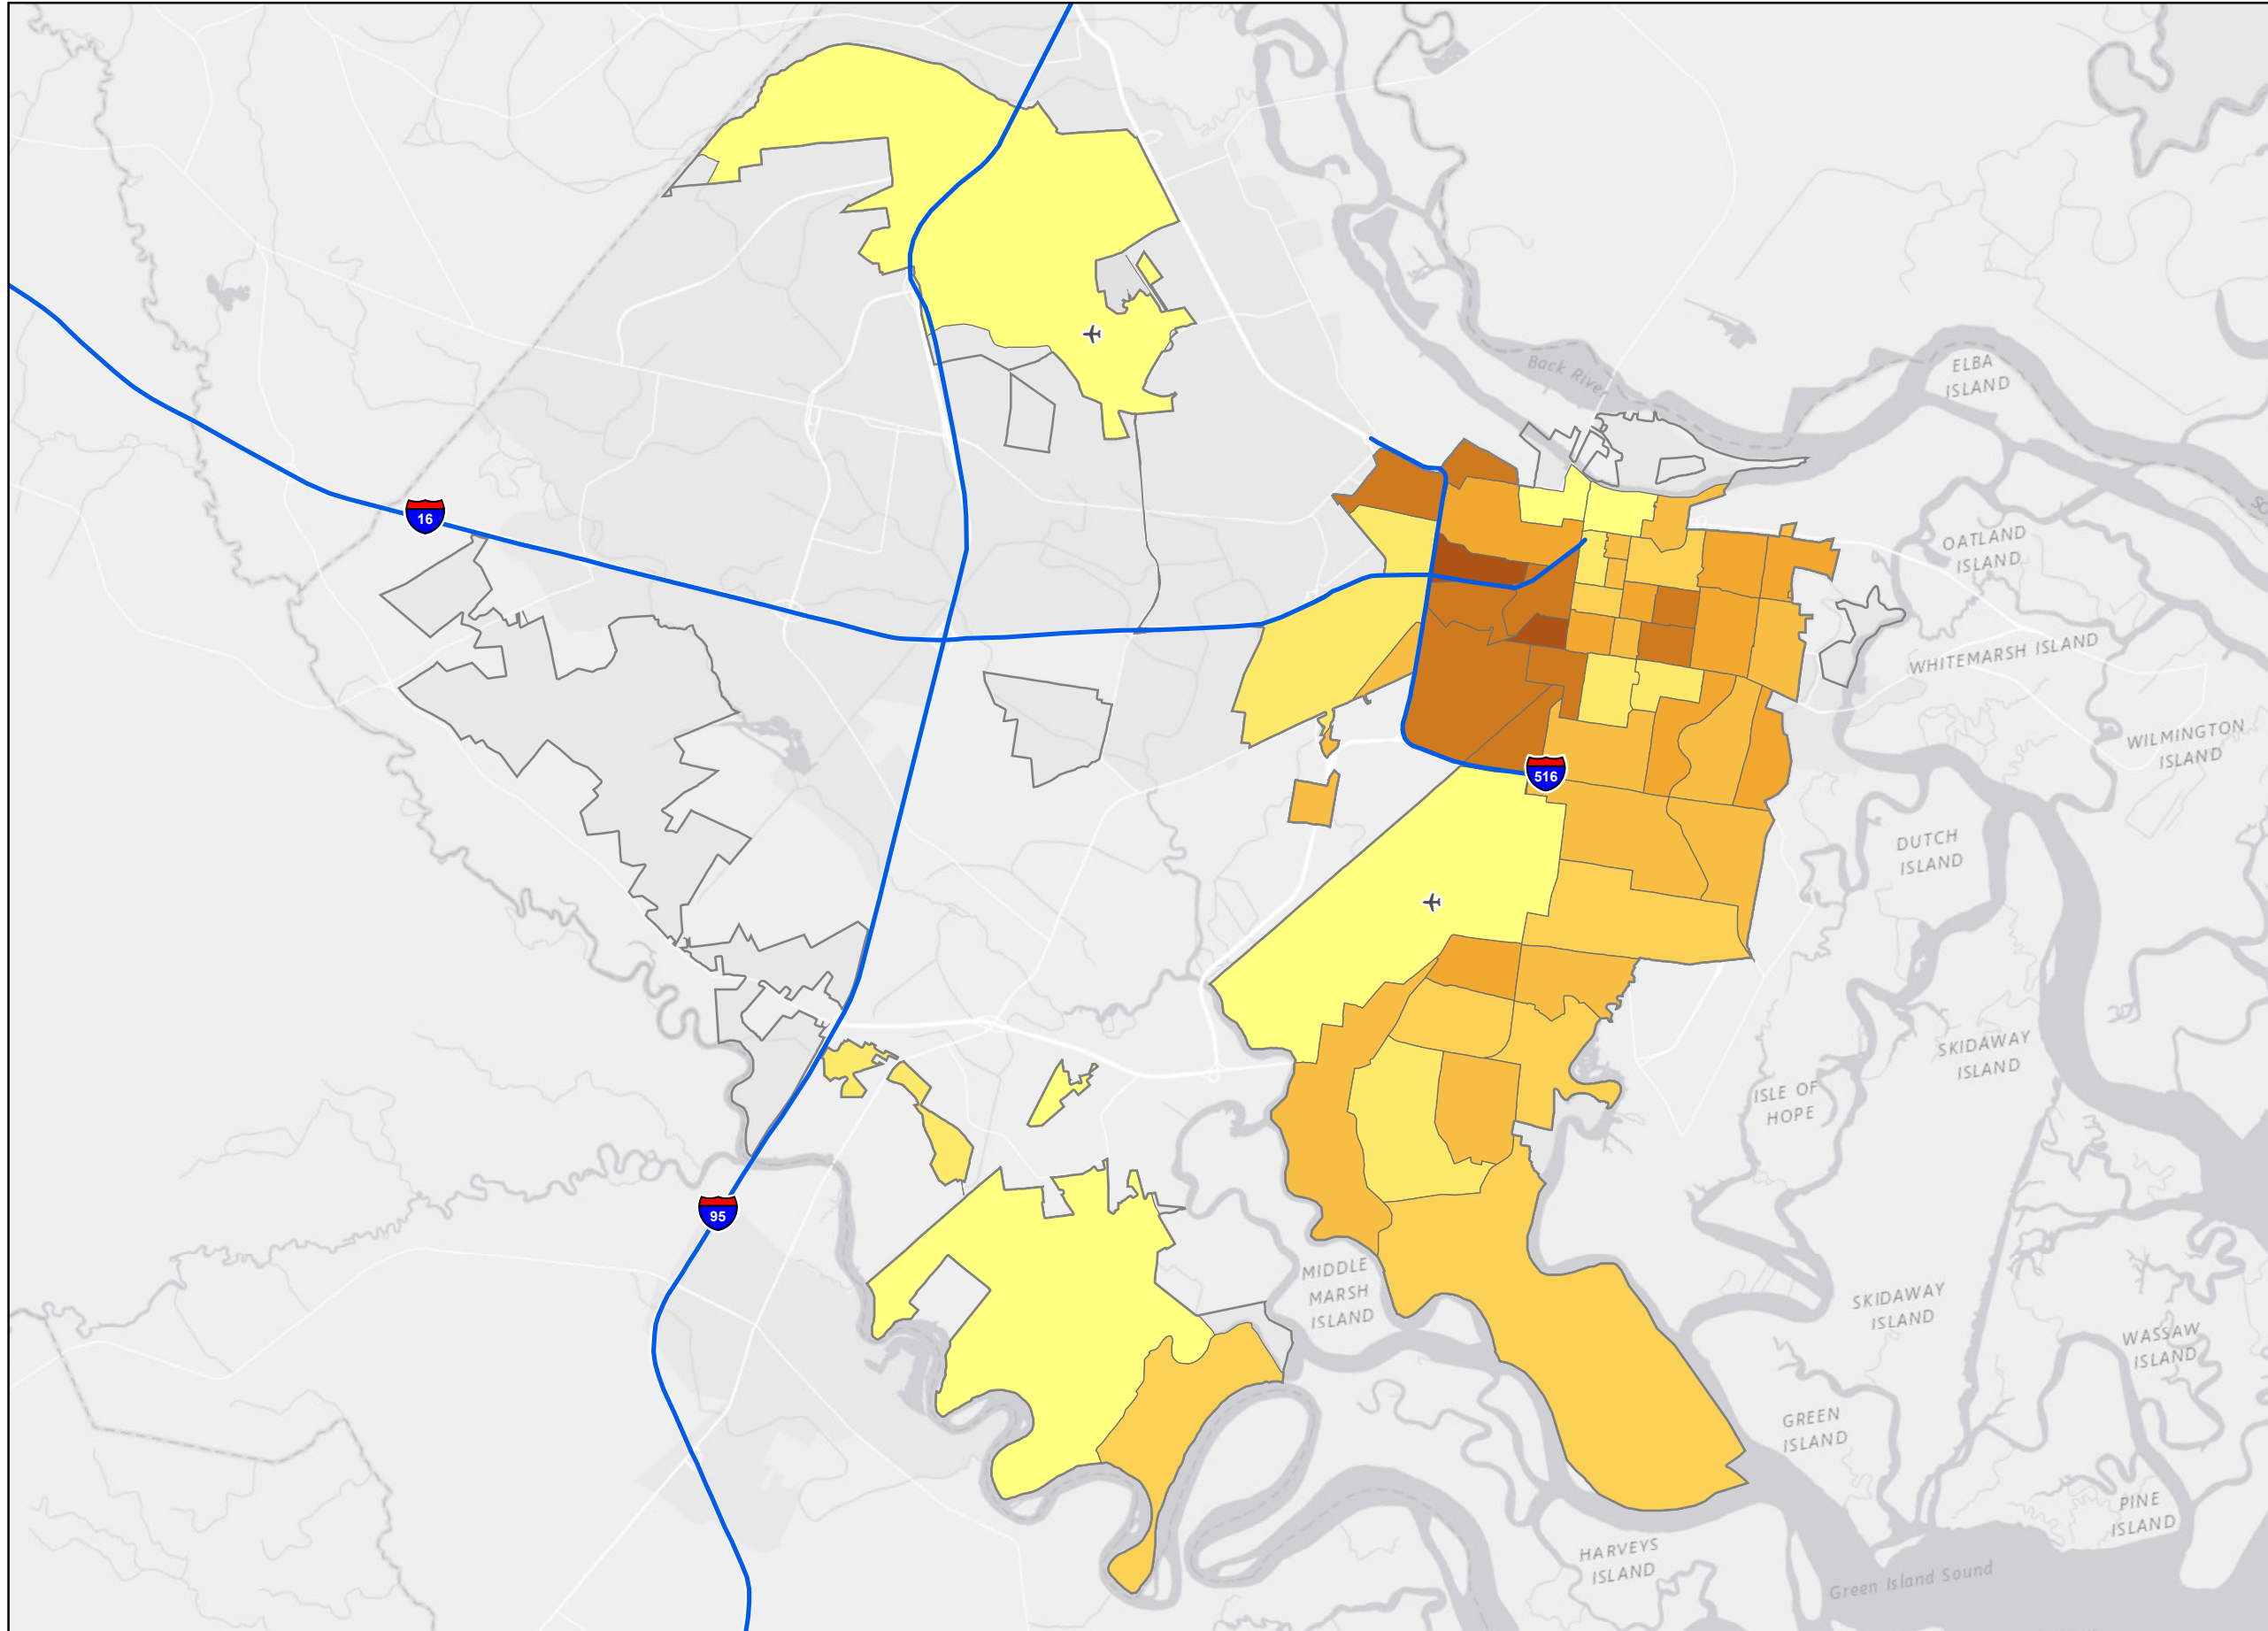 Back River
ELBA
ISLAND
16
OATLAND
ISLAND
WHITEMARSH ISLAND
WILMINGTON
ISLAND
516
DUTCH
ISLAND
SKIDAWAY
ISLAND
ISLE OF
HOPE
95
MIDDLE
MARSH
ISLAND
SKIDAWAY
ISLAND
WASSAW
ISLAND
GREEN
ISLAND
PINE
ISLAND
HARVEYS
ISLAND
Green Island Sound